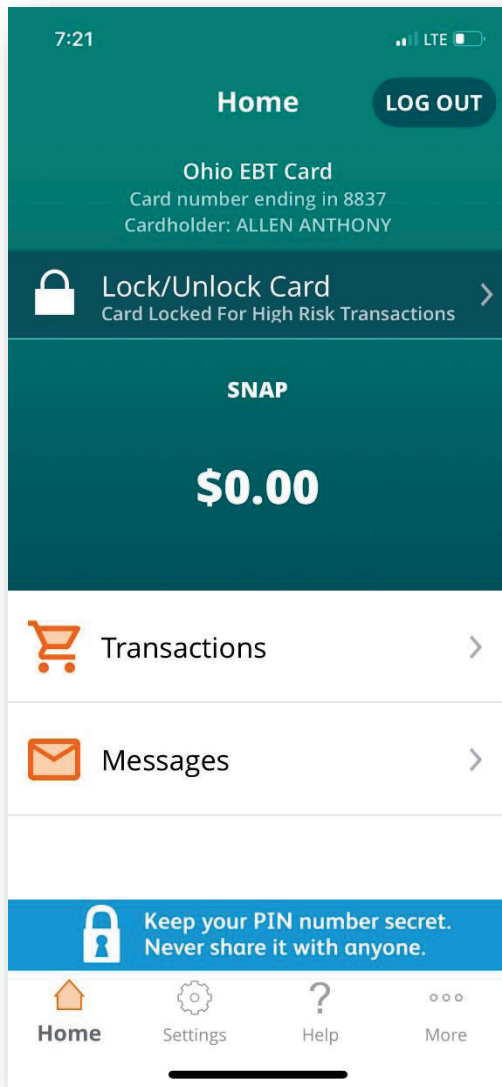 7:21 LTE
Home LOG OUT
Ohio EBT Card
Card number ending in 8837
Cardholder: ALLEN ANTHONY
Lock/Unlock Card
Card Locked For High Risk Transactions
SNAP
$0.00
Transactions
Messages
Keep your PIN number secret.
Never share it with anyone.
Home Settings Help More